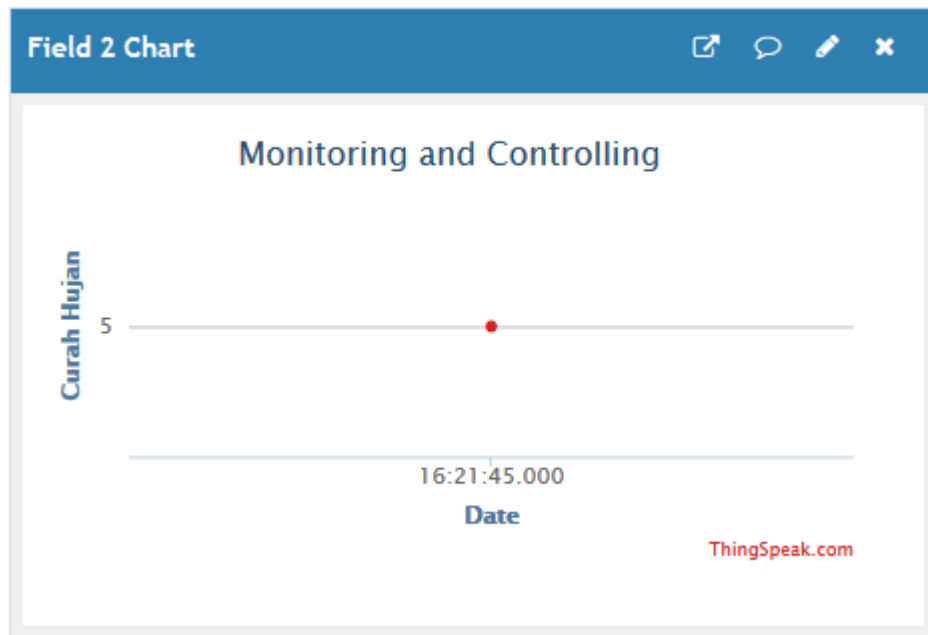 Field 2 Chart
Monitoring and Controlling
Curah Hujan
5
16:21:45.000
Date
ThingSpeak.com